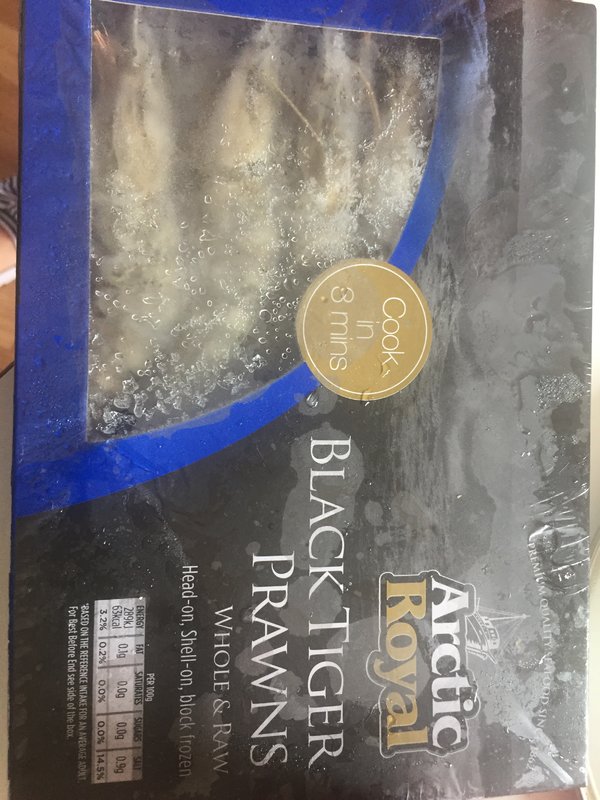 PREMIUM QUALITY
Arctic
Royal
Cook
in
3 mins
BLACK TIGER
PRAWNS
WHOLE & RAW
Head-on, Shell-on, block frozen
PER 100g
ENERGY FAT SATURATES SUGARS SALT
289kJ 0.1g 0.0g 0.0g 0.9g
63kcal
3.2% 0.2% 0.0% 0.0% 14.5%
*BASED ON THE REFERENCE INTAKE FOR AN AVERAGE ADULT.
For Best Before End see side of the box.